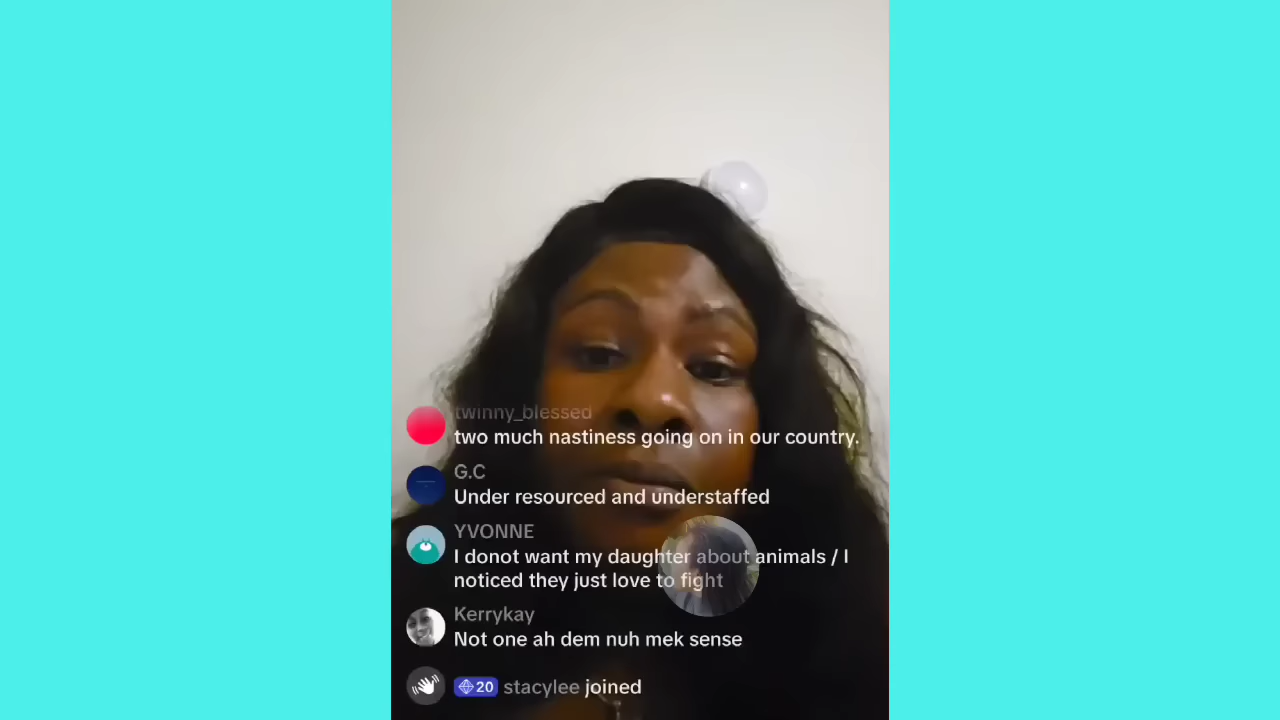 twinny_blessed
two much nastiness going on in our country.
G.C
Under resourced and understaffed
YVONNE
I donot want my daughter about animals / I
noticed they just love to fight
Kerrykay
Not one ah dem nuh mek sense
20 stacylee joined